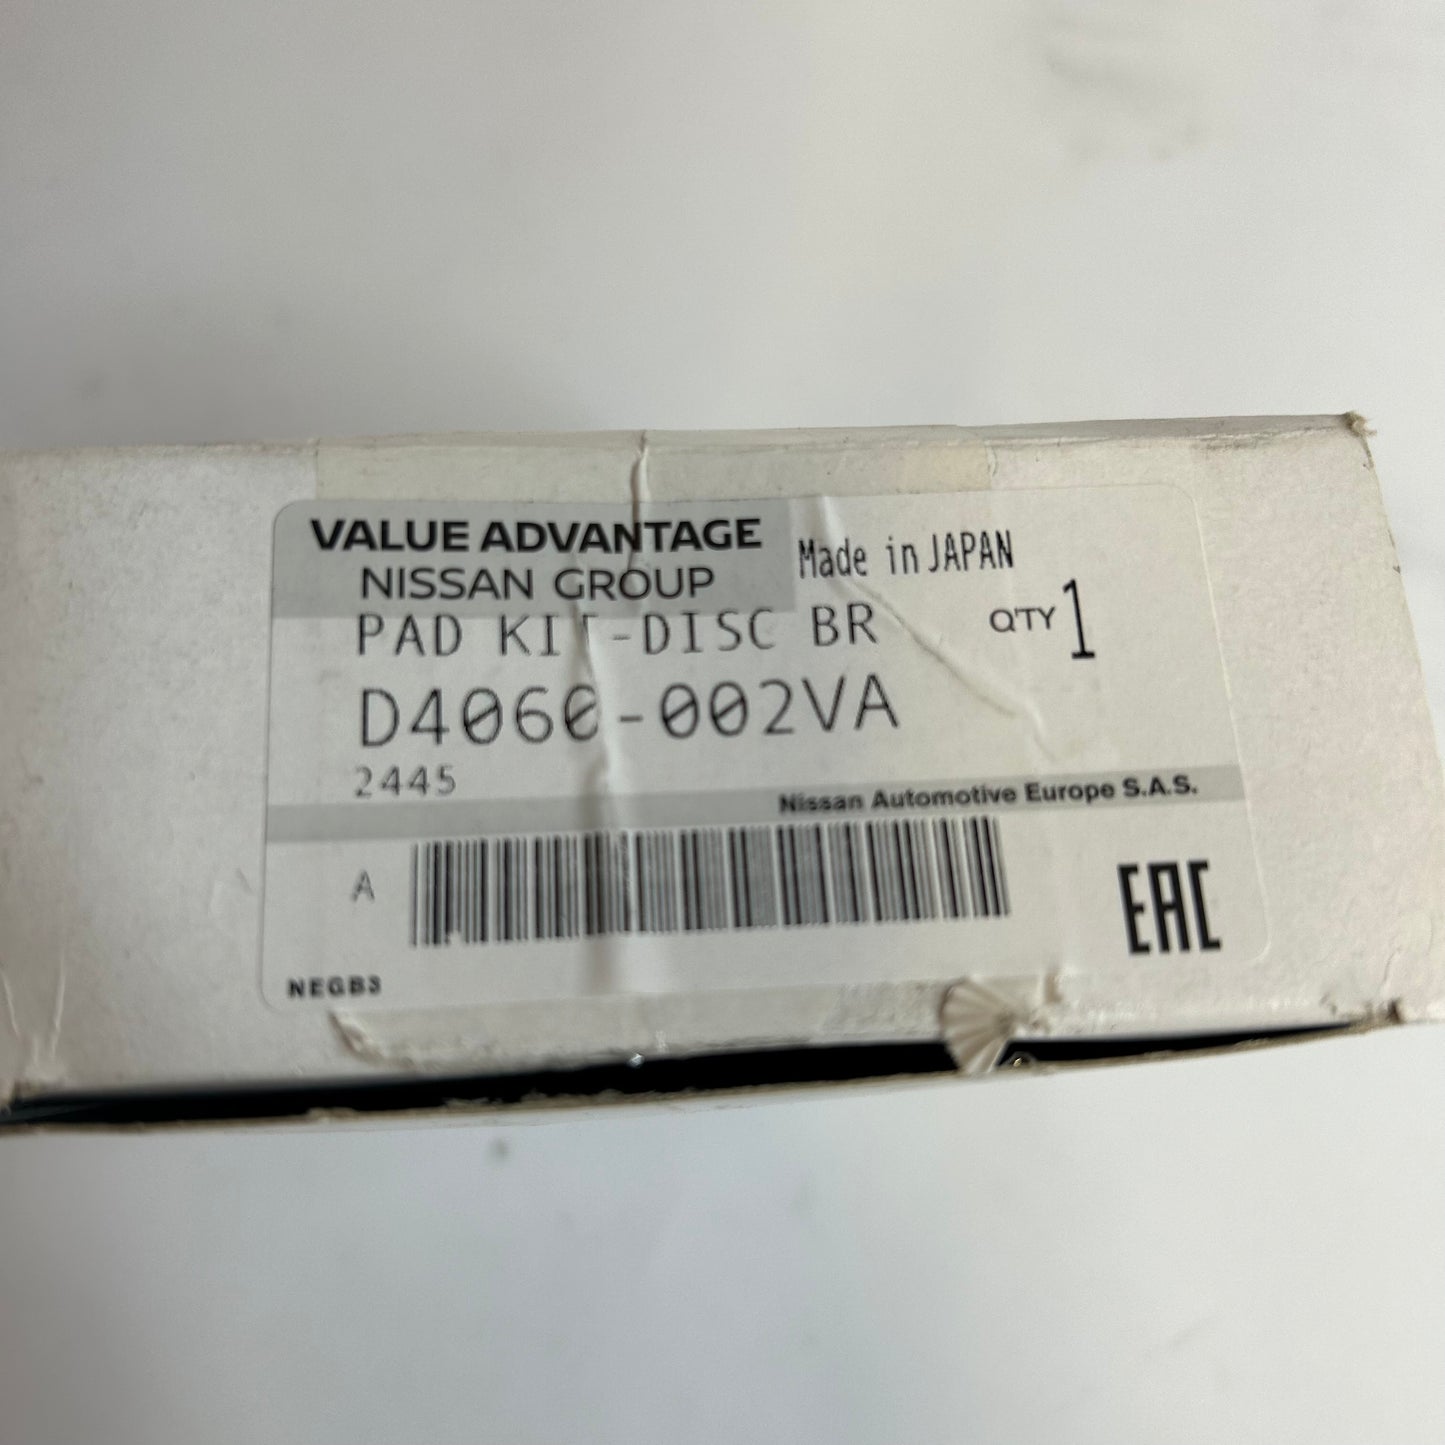 VALUE ADVANTAGE
NISSAN GROUP
Made in JAPAN
PAD KIT-DISC BR
Q'TY 1
D4060-002VA
2445
Nissan Automotive Europe S.A.S.
A
EAC
NEGB3